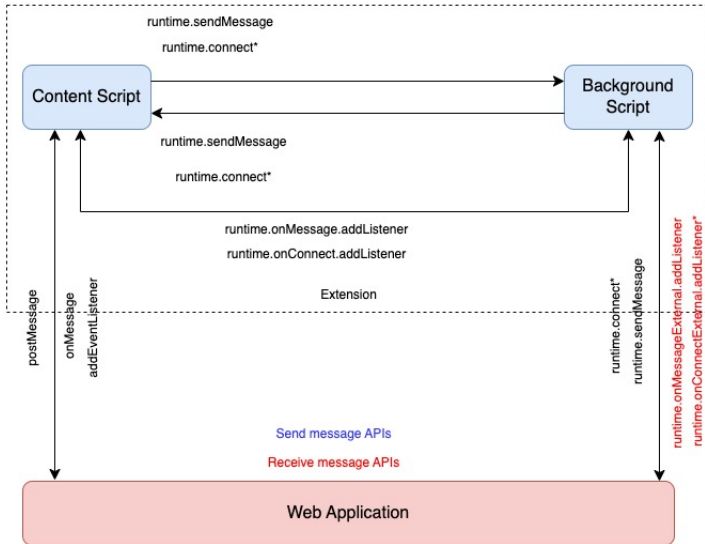 runtime.sendMessage
runtime.connect*
Content Script
Background
Script
runtime.sendMessage
runtime.connect*
runtime.onMessage.addListener
runtime.onConnect.addListener
Extension
postMessage
onMessage
addEventListener
runtime.connect*
runtime.sendMessage
runtime.onMessageExternal.addListener
runtime.onConnectExternal.addListener*
Send message APIs
Receive message APIs
Web Application